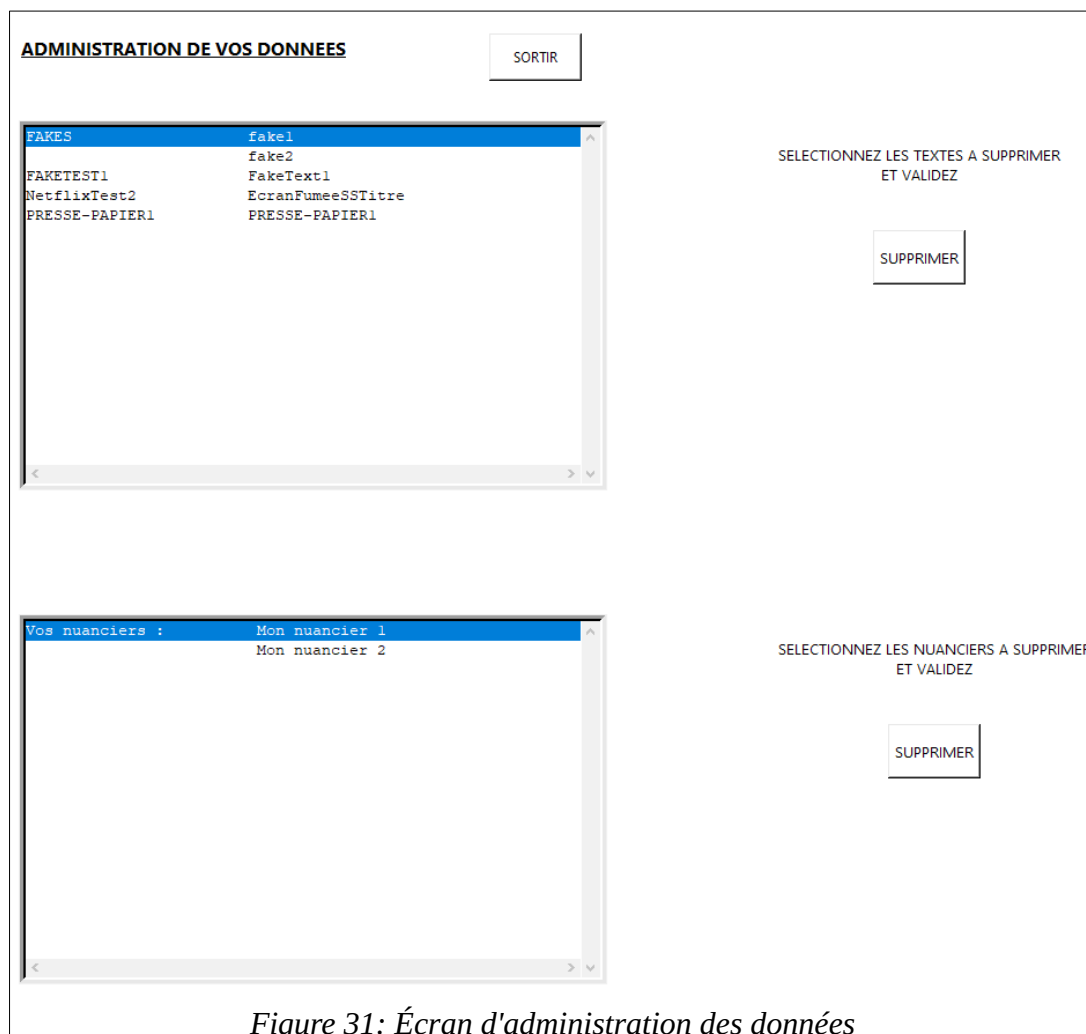 ADMINISTRATION DE VOS DONNEES
SORTIR
FAKES fake1
fake2
FAKETEST1 FakeText1
NetflixTest2 EcranFumeeSSTitre
PRESSE-PAPIER1 PRESSE-PAPIER1
SELECTIONNEZ LES TEXTES A SUPPRIMER
ET VALIDEZ
SUPPRIMER
Vos nuanciers : Mon nuancier 1
Mon nuancier 2
SELECTIONNEZ LES NUANCIERS A SUPPRIMER
ET VALIDEZ
SUPPRIMER
Figure 31: Écran d'administration des données